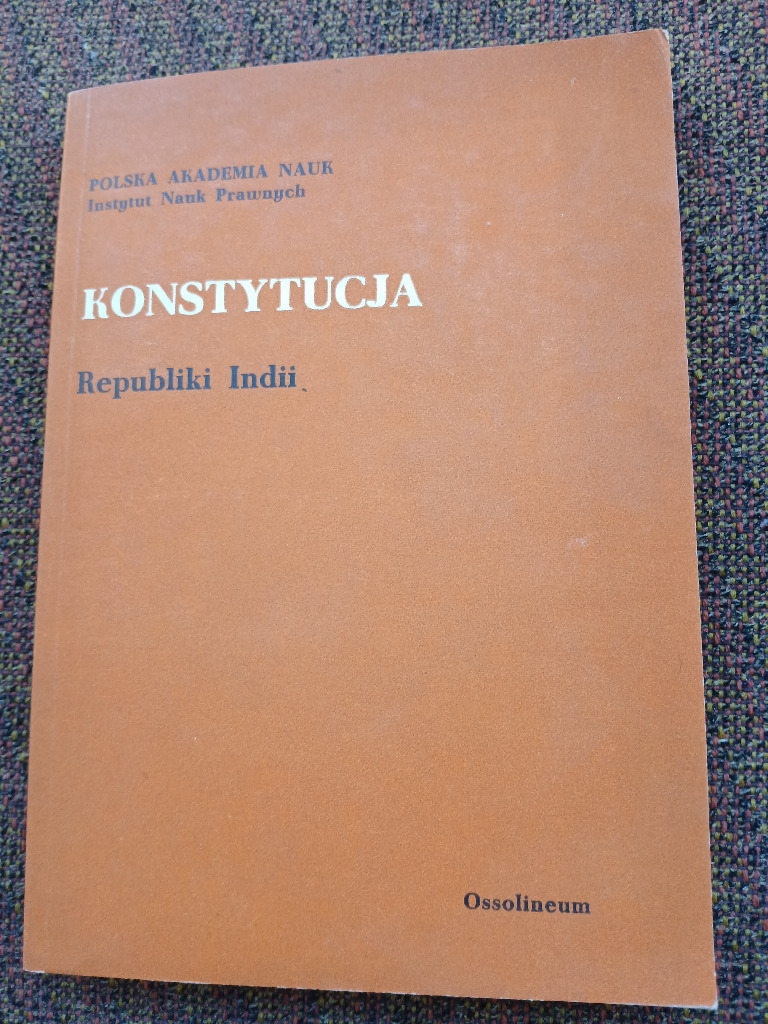 POLSKA AKADEMIA NAUK
Instytut Nauk Prawnych
KONSTYTUCJA
Republiki Indii
Ossolineum